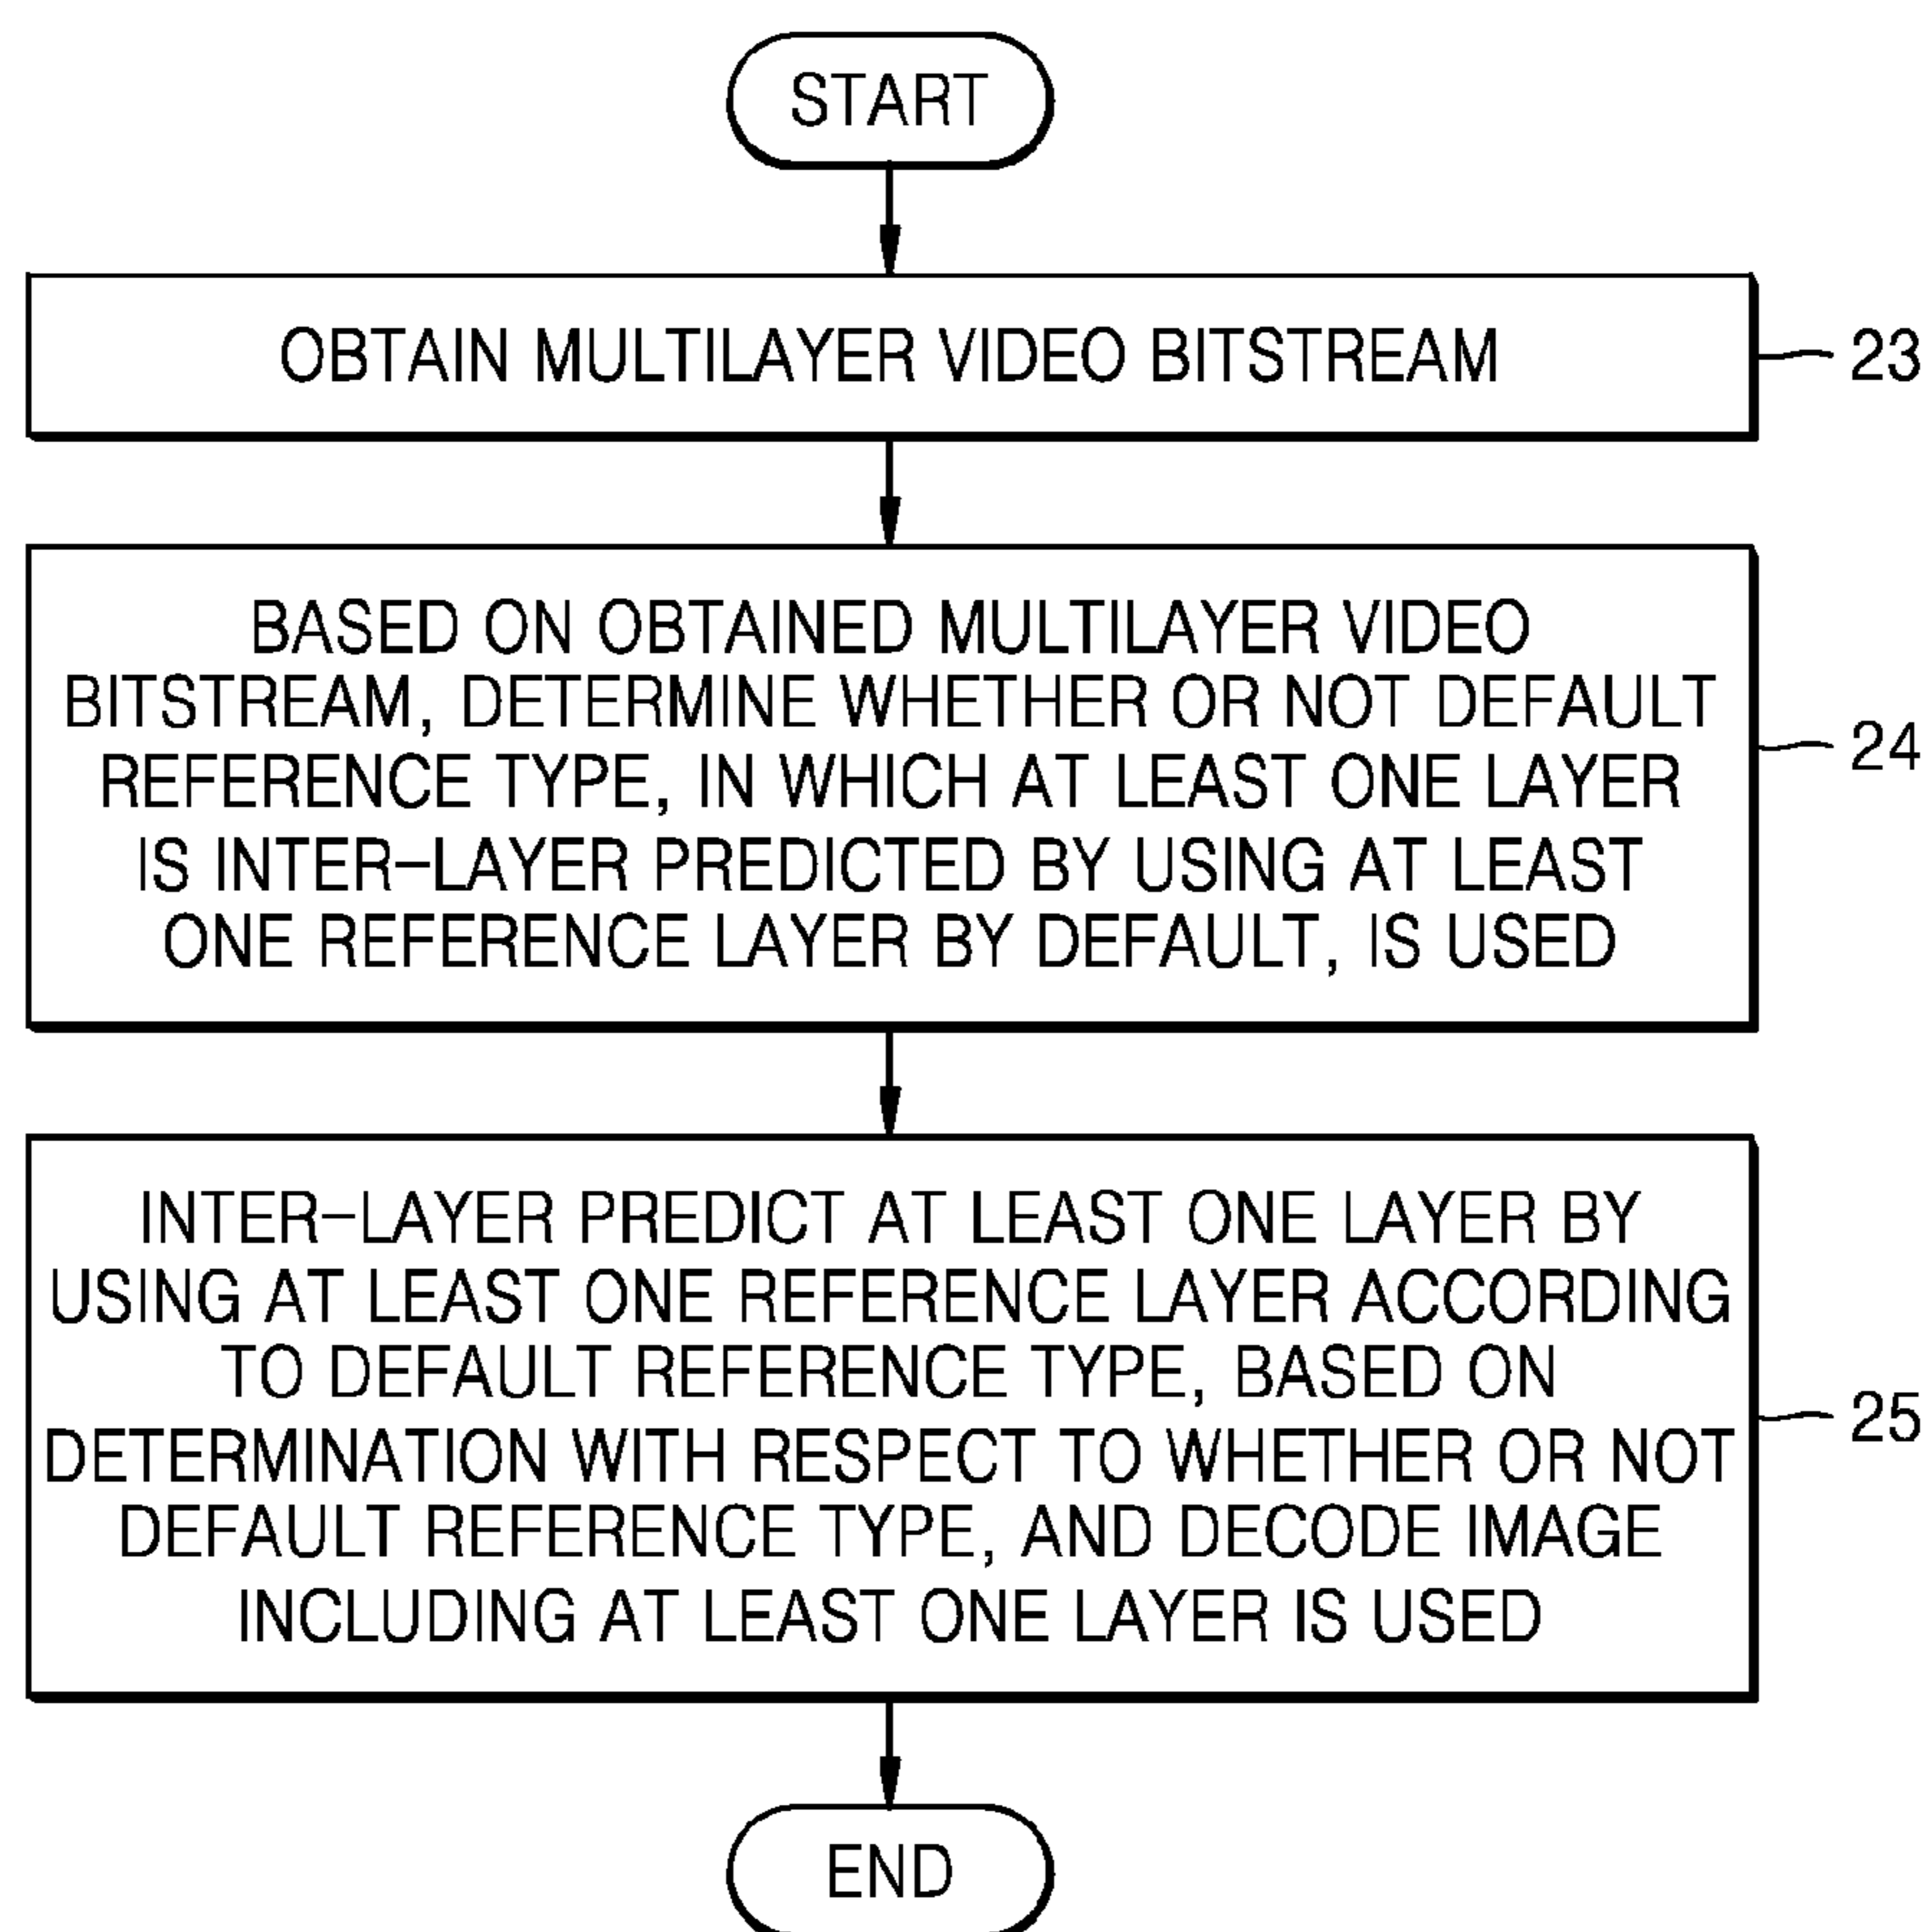 START
OBTAIN MULTILAYER VIDEO BITSTREAM
23
BASED ON OBTAINED MULTILAYER VIDEO
BITSTREAM, DETERMINE WHETHER OR NOT DEFAULT
REFERENCE TYPE, IN WHICH AT LEAST ONE LAYER
IS INTER-LAYER PREDICTED BY USING AT LEAST
ONE REFERENCE LAYER BY DEFAULT, IS USED
24
INTER-LAYER PREDICT AT LEAST ONE LAYER BY
USING AT LEAST ONE REFERENCE LAYER ACCORDING
TO DEFAULT REFERENCE TYPE, BASED ON
DETERMINATION WITH RESPECT TO WHETHER OR NOT
DEFAULT REFERENCE TYPE, AND DECODE IMAGE
INCLUDING AT LEAST ONE LAYER IS USED
25
END